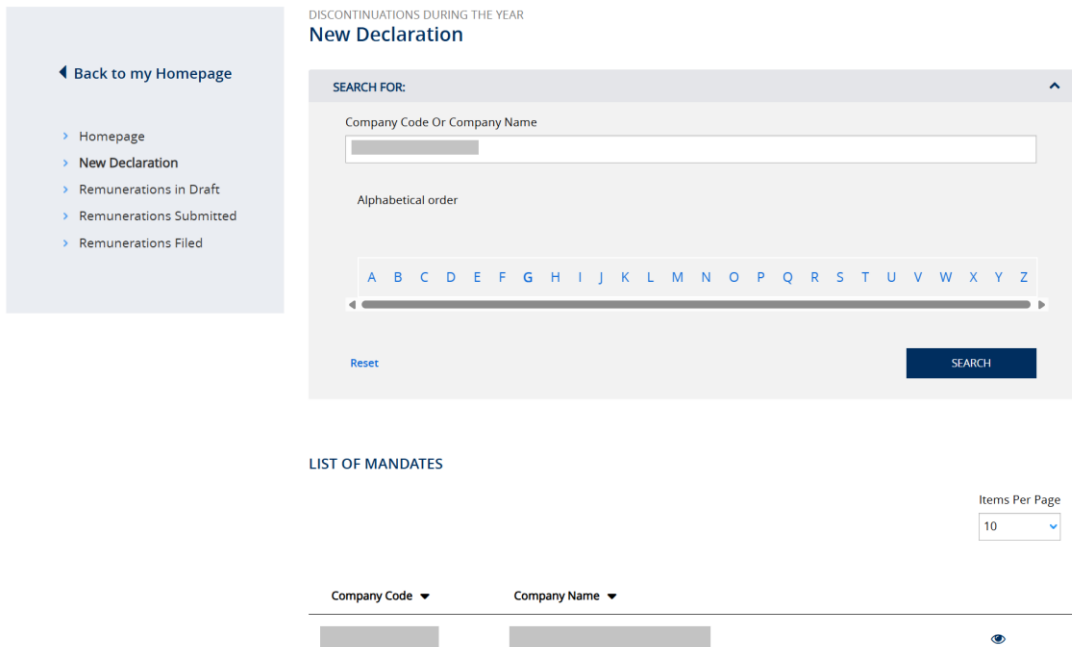 Back to my Homepage
Homepage
New Declaration
Remunerations in Draft
Remunerations Submitted
Remunerations Filed
DISCONTINUATIONS DURING THE YEAR
New Declaration
SEARCH FOR:
Company Code Or Company Name
Alphabetical order
A B C D E F G H I J K L M N O P Q R S T U V W X Y Z
Reset
SEARCH
LIST OF MANDATES
Items Per Page
10
Company Code Company Name